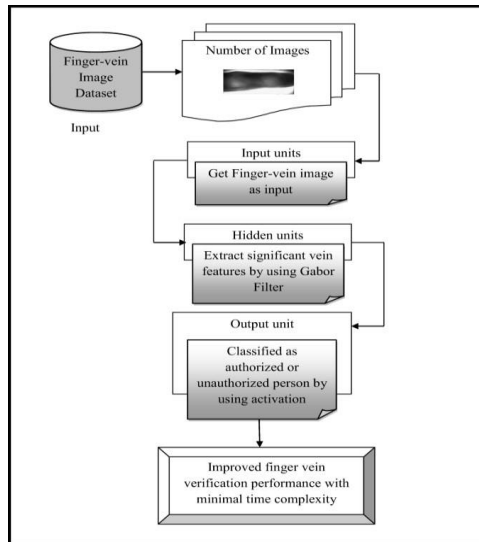 Finger-vein
Image
Dataset
Number of Images
Input
Input units
Get Finger-vein image
as input
Hidden units
Extract significant vein
features by using Gabor
Filter
Output unit
Classified as
authorized or
unauthorized person by
using activation
Improved finger vein
verification performance with
minimal time complexity